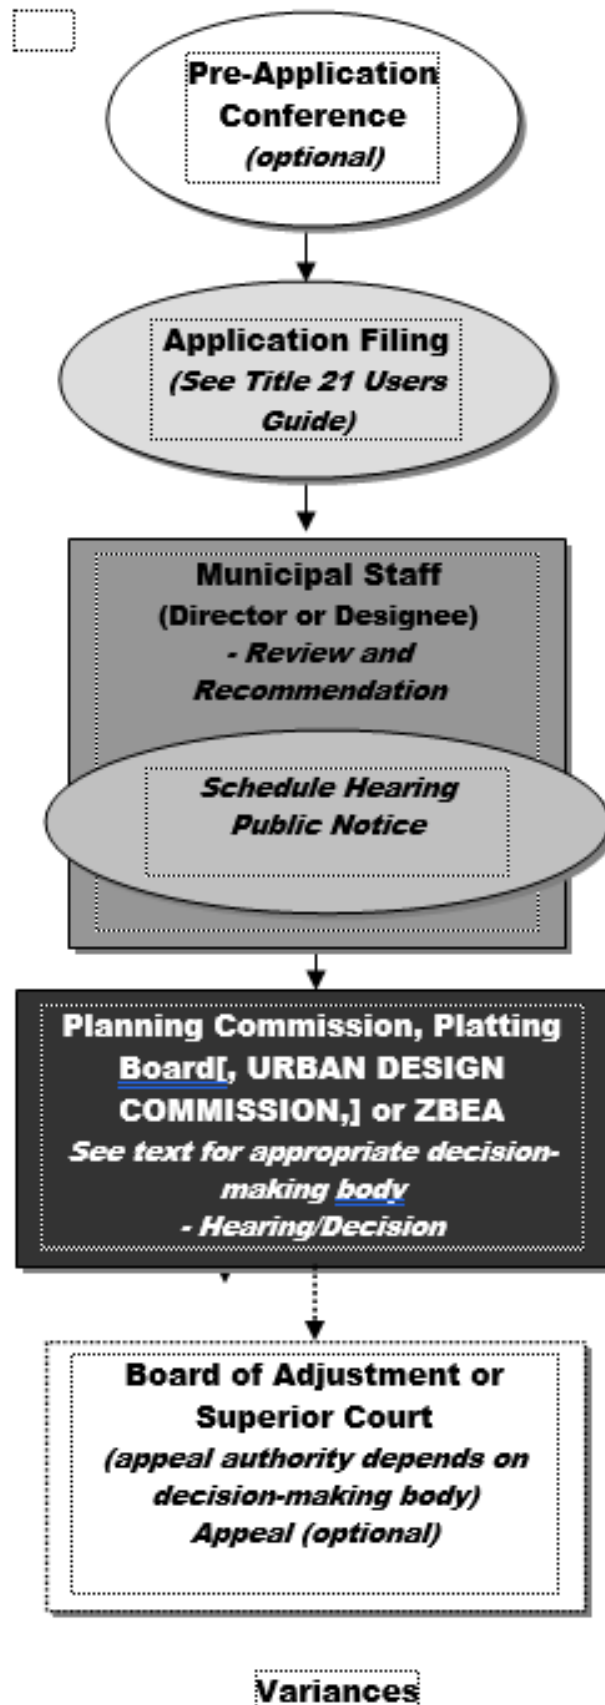 Pre-Application
Conference
(optional)
Application Filing
(See Title 21 Users
Guide)
Municipal Staff
(Director or Designee)
- Review and
Recommendation
Schedule Hearing
Public Notice
Planning Commission, Platting
Board[, URBAN DESIGN
COMMISSION,] or ZBEA
See text for appropriate decision-
making body
- Hearing/Decision
Board of Adjustment or
Superior Court
(appeal authority depends on
decision-making body)
Appeal (optional)
Variances